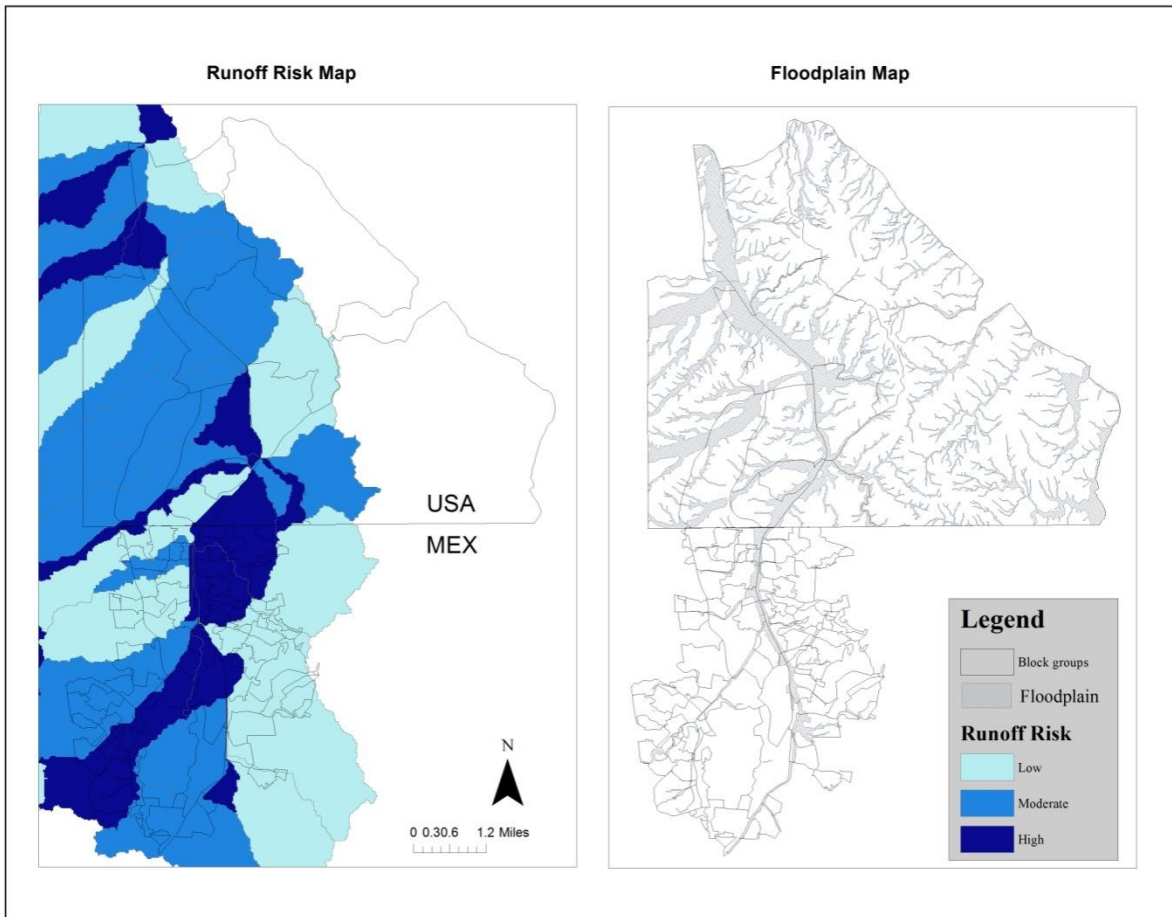 Runoff Risk Map
Floodplain Map
USA
MEX
N
0 0.30.6 1.2 Miles
Legend
Block groups
Floodplain
Runoff Risk
Low
Moderate
High